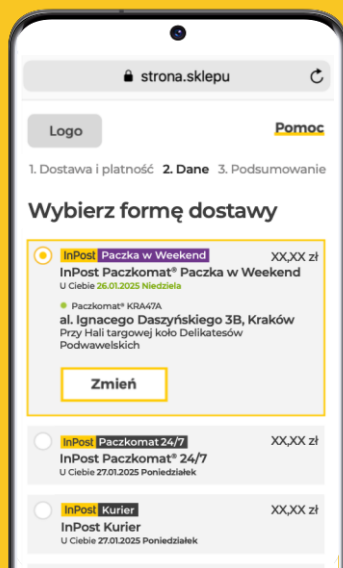 strona.sklepu
Logo
Pomoc
1. Dostawa i płatność 2. Dane 3. Podsumowanie
Wybierz formę dostawy
InPost Paczka w Weekend XX,XX zł
InPost Paczkomat® Paczka w Weekend
U Ciebie 26.01.2025 Niedziela
Paczkomat® KRA47A
al. Ignacego Daszyńskiego 3B, Kraków
Przy Hali targowej koło Delikatesów
Podwawelskich
Zmień
InPost Paczkomat 24/7 XX,XX zł
InPost Paczkomat® 24/7
U Ciebie 27.01.2025 Poniedziałek
InPost Kurier XX,XX zł
InPost Kurier
U Ciebie 27.01.2025 Poniedziałek